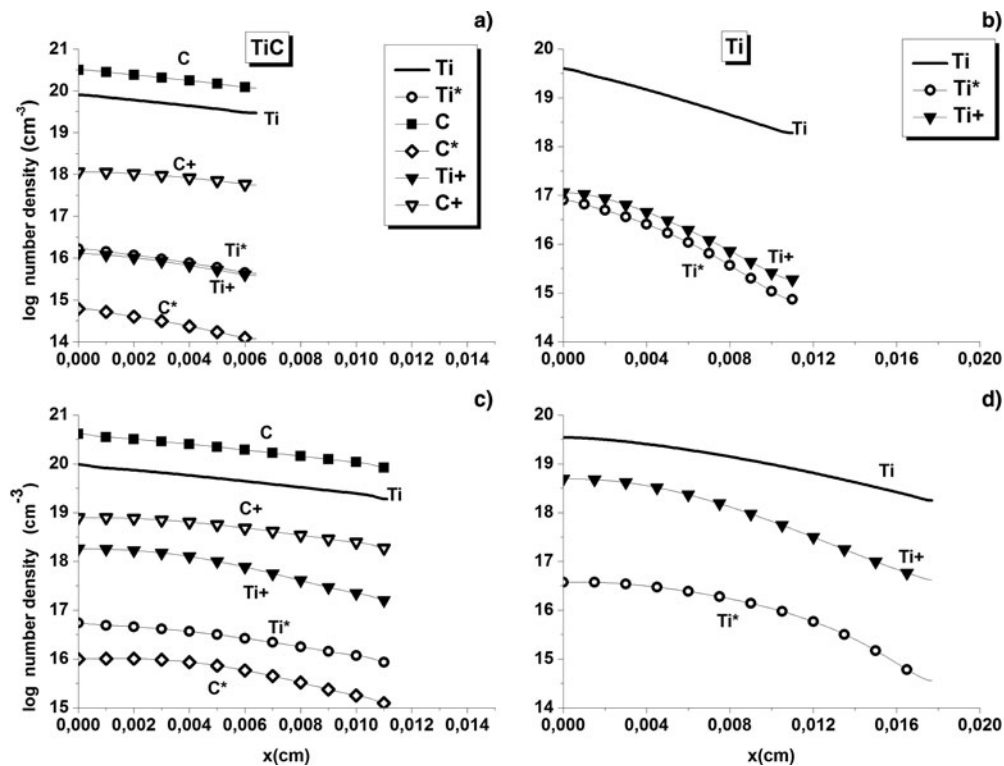 a)
TiC
Ti
Ti*
C
C*
Ti+
C+
21
20
19
18
17
16
15
14
log number density (cm⁻³)
C
Ti
C+
Ti*
Ti+
C*
0,000 0,002 0,004 0,006 0,008 0,010 0,012 0,014
b)
Ti
Ti
Ti*
Ti+
20
19
18
17
16
15
14
Ti
Ti+
Ti*
0,000 0,004 0,008 0,012 0,016 0,020
c)
21
20
19
18
17
16
15
log number density (cm⁻³)
C
Ti
C+
Ti+
Ti*
C*
0,000 0,002 0,004 0,006 0,008 0,010 0,012 0,014
x(cm)
d)
20
19
18
17
16
15
14
Ti
Ti+
Ti*
0,000 0,004 0,008 0,012 0,016 0,020
x(cm)